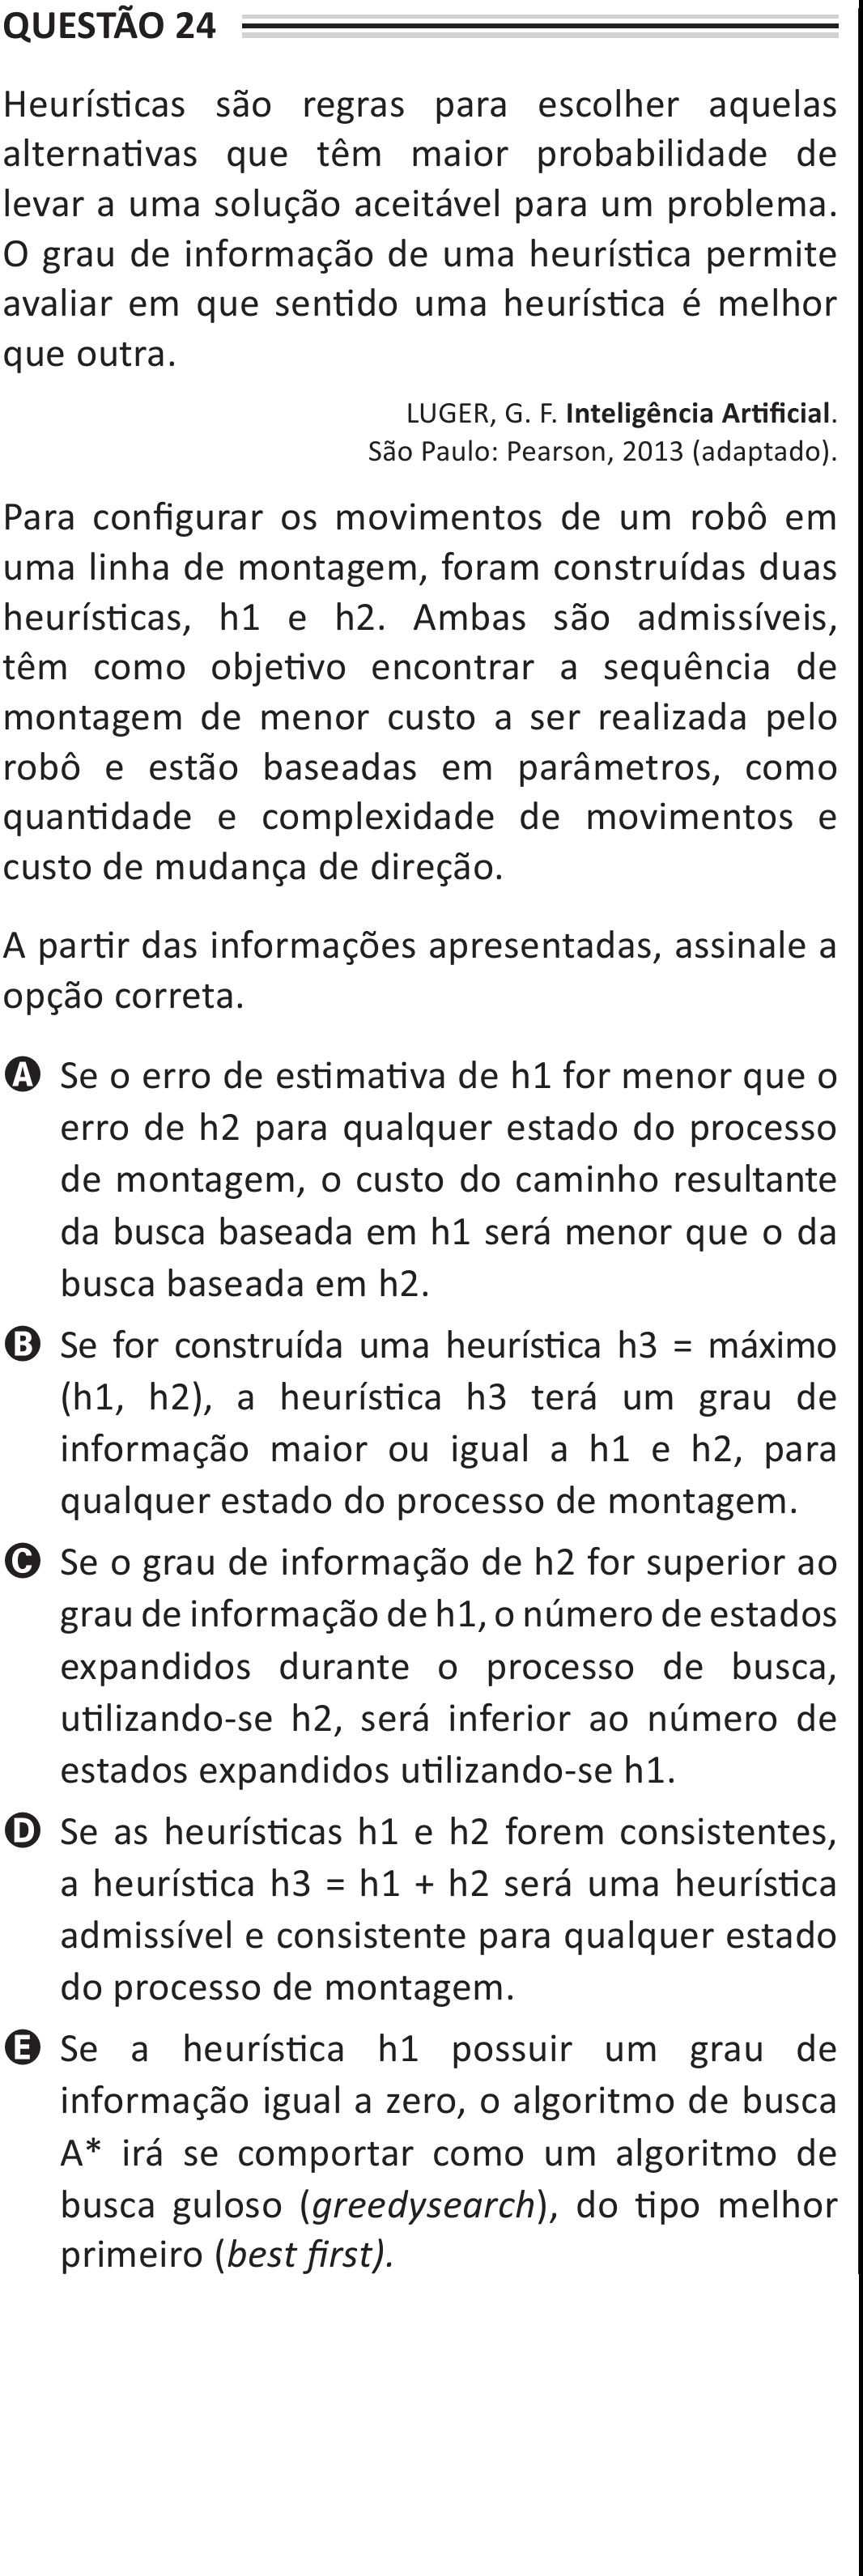 QUESTÃO 24
Heurísticas são regras para escolher aquelas
alternativas que têm maior probabilidade de
levar a uma solução aceitável para um problema.
O grau de informação de uma heurística permite
avaliar em que sentido uma heurística é melhor
que outra.
LUGER, G. F. Inteligência Artificial.
São Paulo: Pearson, 2013 (adaptado).
Para configurar os movimentos de um robô em
uma linha de montagem, foram construídas duas
heurísticas, h1 e h2. Ambas são admissíveis,
têm como objetivo encontrar a sequência de
montagem de menor custo a ser realizada pelo
robô e estão baseadas em parâmetros, como
quantidade e complexidade de movimentos e
custo de mudança de direção.
A partir das informações apresentadas, assinale a
opção correta.
A Se o erro de estimativa de h1 for menor que o
erro de h2 para qualquer estado do processo
de montagem, o custo do caminho resultante
da busca baseada em h1 será menor que o da
busca baseada em h2.
B Se for construída uma heurística h3 = máximo
(h1, h2), a heurística h3 terá um grau de
informação maior ou igual a h1 e h2, para
qualquer estado do processo de montagem.
C Se o grau de informação de h2 for superior ao
grau de informação de h1, o número de estados
expandidos durante o processo de busca,
utilizando-se h2, será inferior ao número de
estados expandidos utilizando-se h1.
D Se as heurísticas h1 e h2 forem consistentes,
a heurística h3 = h1 + h2 será uma heurística
admissível e consistente para qualquer estado
do processo de montagem.
E Se a heurística h1 possuir um grau de
informação igual a zero, o algoritmo de busca
A* irá se comportar como um algoritmo de
busca guloso (greedysearch), do tipo melhor
primeiro (best first).